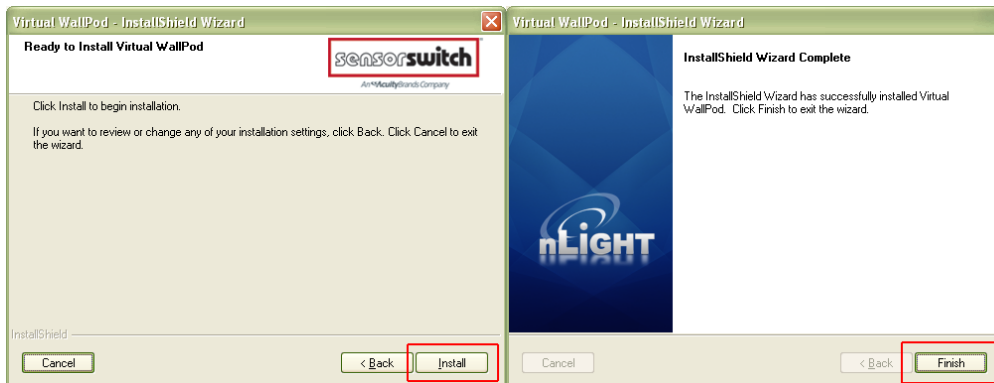 Virtual WallPod - InstallShield Wizard
Ready to Install Virtual WallPod
sensorswitch
An AcuityBrands Company
Click Install to begin installation.
If you want to review or change any of your installation settings, click Back. Click Cancel to exit
the wizard.
InstallShield
Cancel
< Back
Install
Virtual WallPod - InstallShield Wizard
InstallShield Wizard Complete
The InstallShield Wizard has successfully installed Virtual
WallPod. Click Finish to exit the wizard.
nLIGHT
Cancel
< Back
Finish